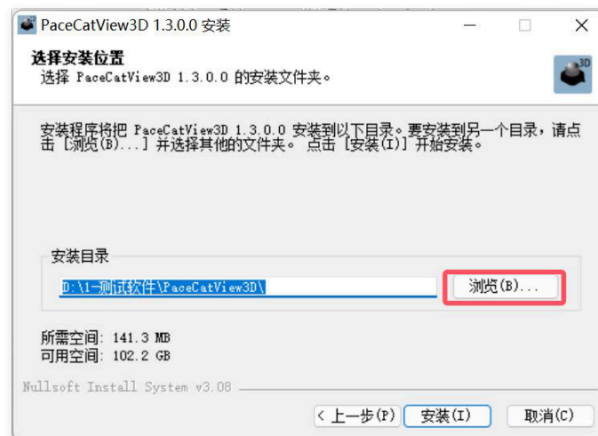 PaceCatView3D 1.3.0.0 安装
选择安装位置
选择 PaceCatView3D 1.3.0.0 的安装文件夹。
3D
安装程序将把 PaceCatView3D 1.3.0.0 安装到以下目录。要安装到另一个目录，请点
击 [浏览(B)...] 并选择其他的文件夹。 点击 [安装(I)] 开始安装。
安装目录
D:\1-测试软件\PaceCatView3D\
浏览(B)...
所需空间: 141.3 MB
可用空间: 102.2 GB
Nullsoft Install System v3.08
< 上一步(P)
安装(I)
取消(C)